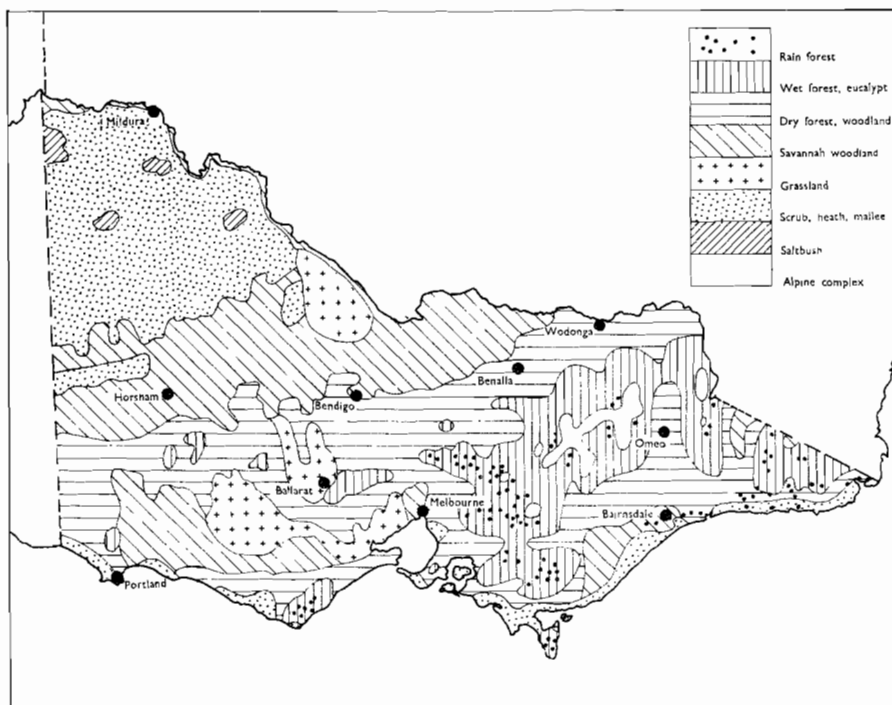 Rain forest
Wet forest, eucalypt
Dry forest, woodland
Savannah woodland
Grassland
Scrub, heath, mallee
Saltbush
Alpine complex
Mildura
Wodonga
Benalla
Horsham
Bendigo
Omeo
Ballarat
Melbourne
Bairnsdale
Portland